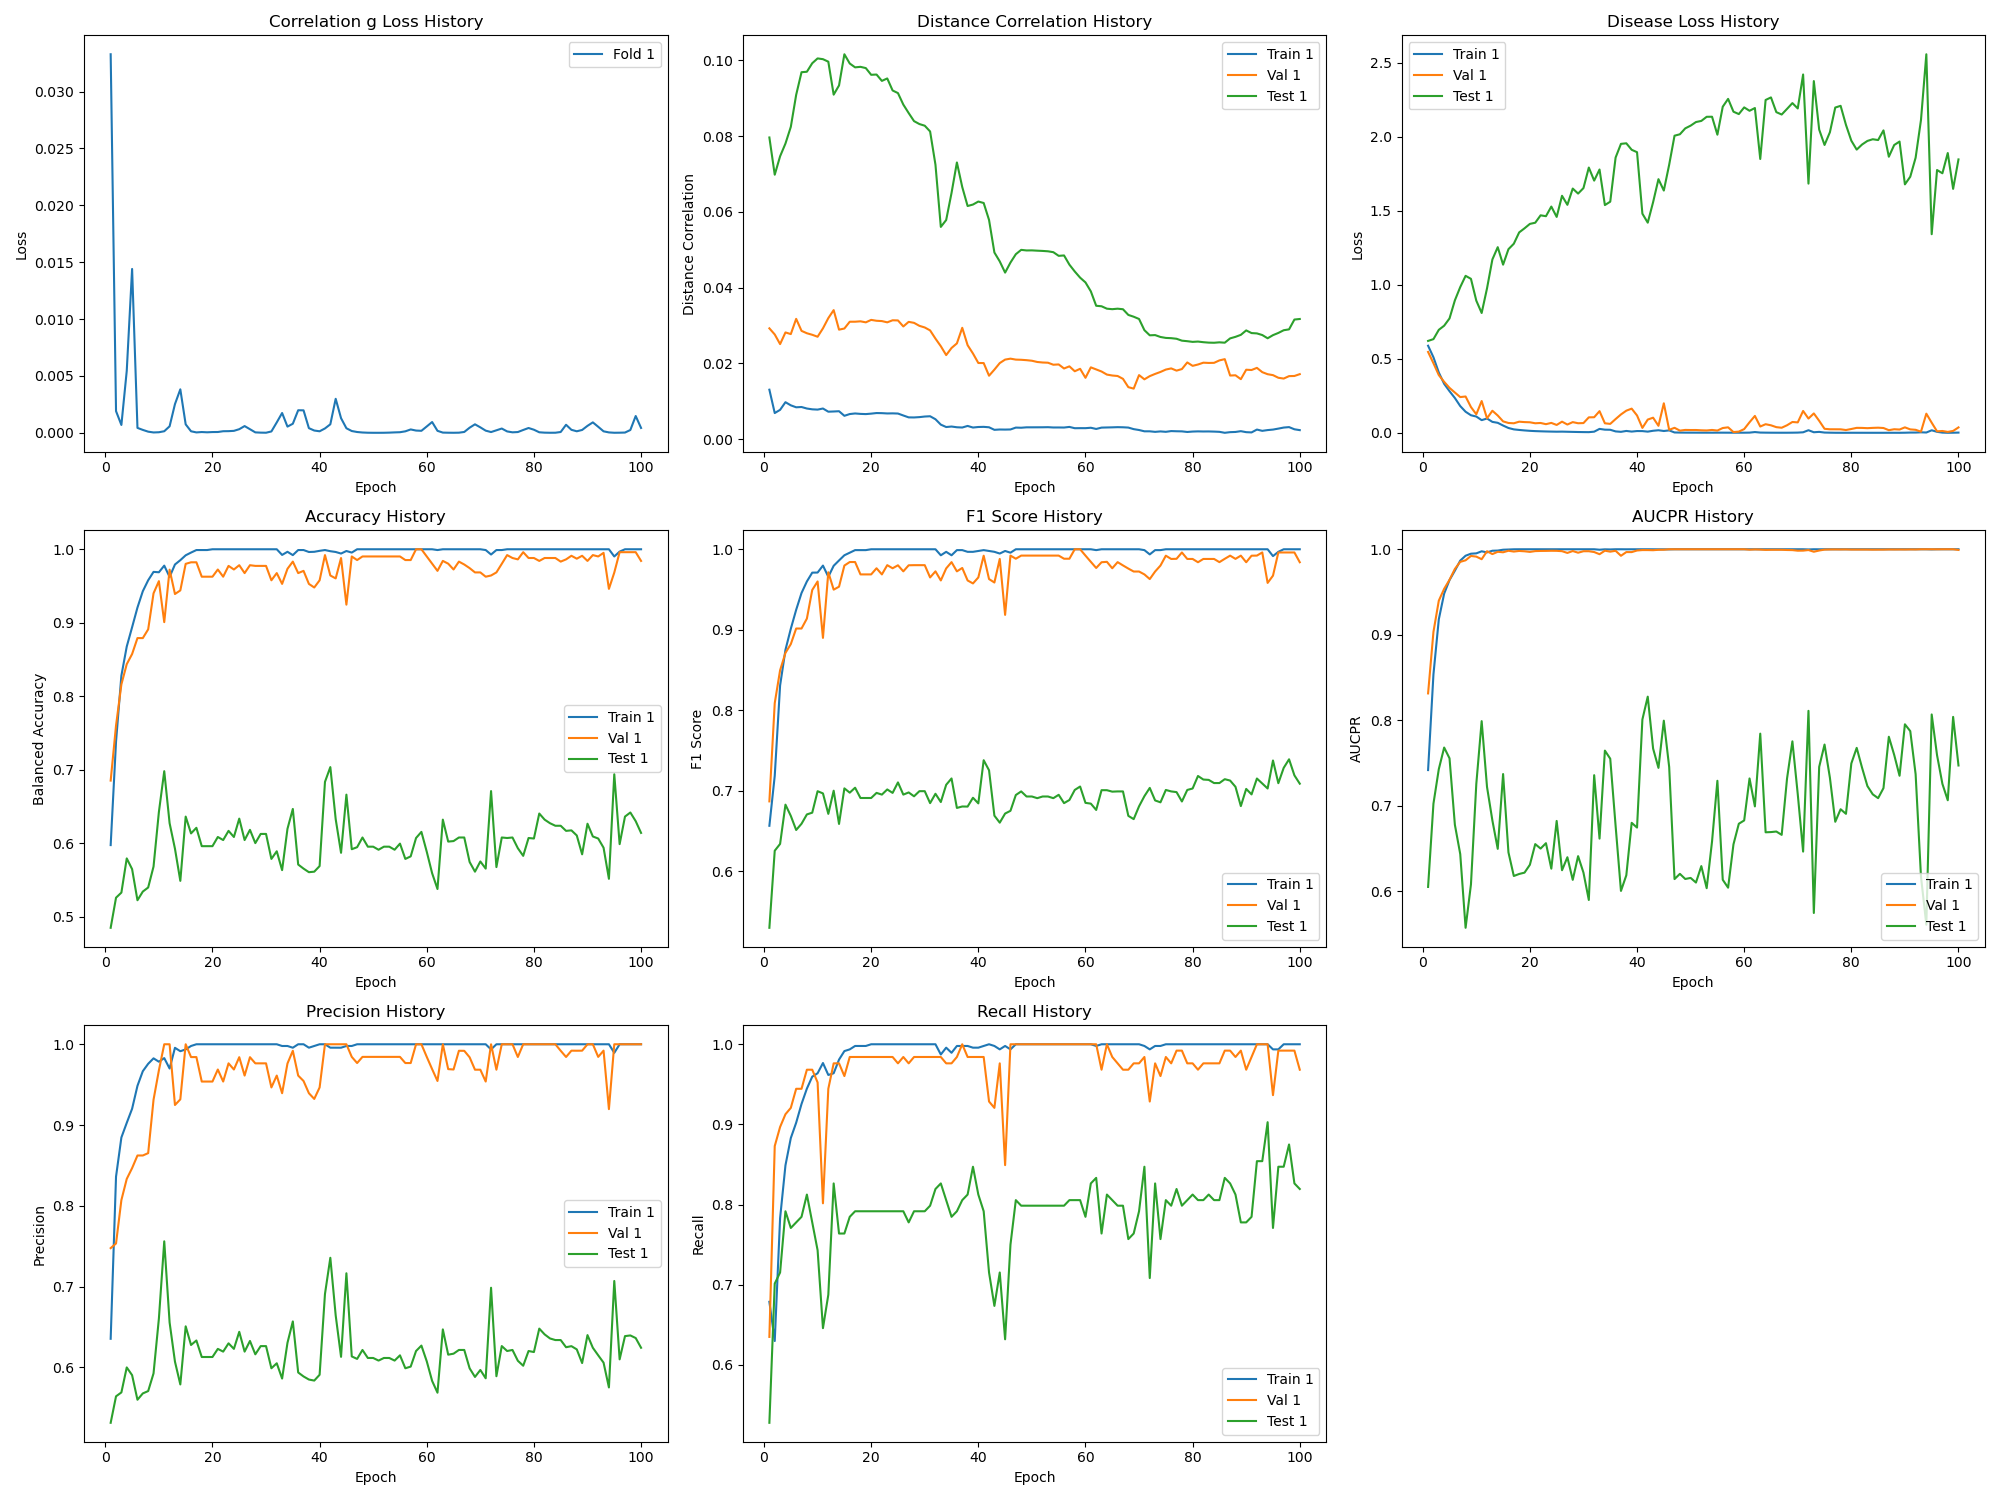 Correlation g Loss History
Fold 1
0.030
0.025
0.020
0.015
0.010
0.005
0.000
Loss
0 20 40 60 80 100
Epoch
Distance Correlation History
Train 1
Val 1
Test 1
0.10
0.08
0.06
0.04
0.02
0.00
Distance Correlation
0 20 40 60 80 100
Epoch
Disease Loss History
Train 1
Val 1
Test 1
2.5
2.0
1.5
1.0
0.5
0.0
Loss
0 20 40 60 80 100
Epoch
Accuracy History
1.0
0.9
0.8
0.7
0.6
0.5
Balanced Accuracy
Train 1
Val 1
Test 1
0 20 40 60 80 100
Epoch
F1 Score History
1.0
0.9
0.8
0.7
0.6
F1 Score
Train 1
Val 1
Test 1
0 20 40 60 80 100
Epoch
AUCPR History
1.0
0.9
0.8
0.7
0.6
AUCPR
Train 1
Val 1
Test 1
0 20 40 60 80 100
Epoch
Precision History
1.0
0.9
0.8
0.7
0.6
Precision
Train 1
Val 1
Test 1
0 20 40 60 80 100
Epoch
Recall History
1.0
0.9
0.8
0.7
0.6
Recall
Train 1
Val 1
Test 1
0 20 40 60 80 100
Epoch